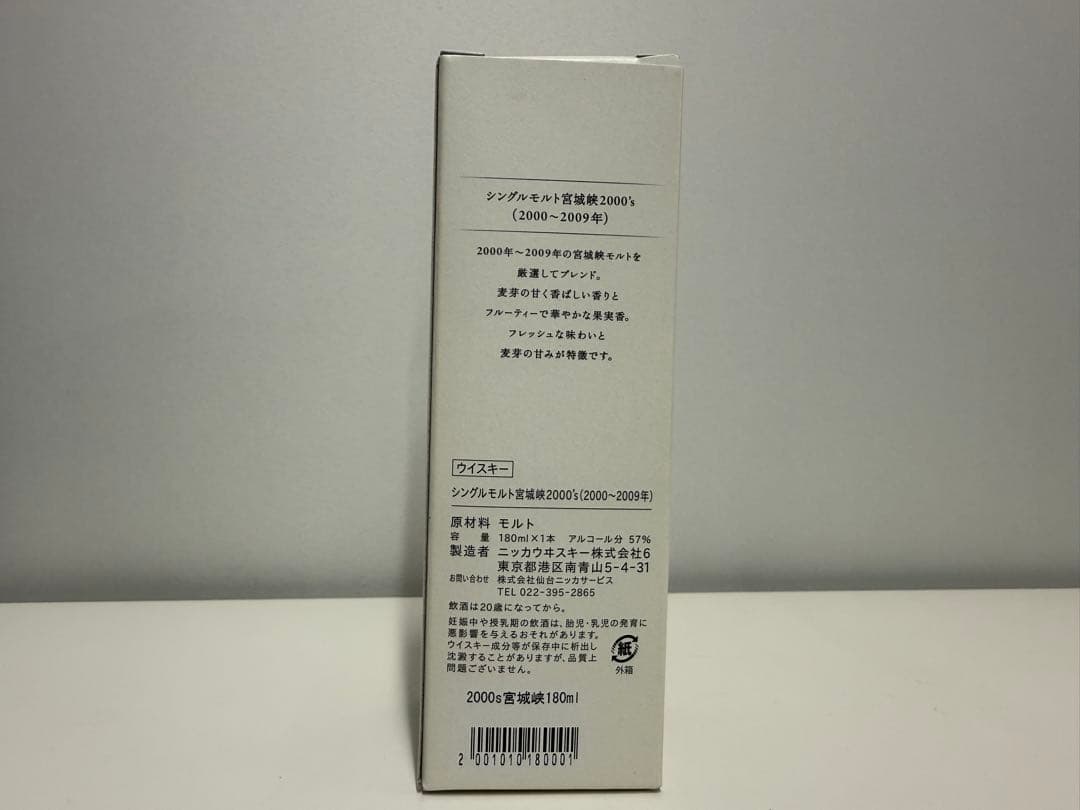 シングルモルト宮城峡2000's
(2000〜2009年)
2000年〜2009年の宮城峡モルトを
厳選してブレンド。
麦芽の甘く香ばしい香りと
フルーティーで華やかな果実香。
フレッシュな味わいと
麦芽の甘みが特徴です。
ウイスキー
シングルモルト宮城峡2000's(2000〜2009年)
原材料 モルト
容量 180ml×1本 アルコール分 57%
製造者 ニッカウヰスキー株式会社6
東京都港区南青山5-4-31
お問い合わせ 株式会社仙台ニッカサービス
TEL 022-395-2865
飲酒は20歳になってから。
妊娠中や授乳期の飲酒は、胎児・乳児の発育に
悪影響を与えるおそれがあります。
ウイスキー成分等が保存中に析出し
沈澱することがありますが、品質上
問題ございません。
紙
外箱
2000s宮城峡180ml
2 001010 180001